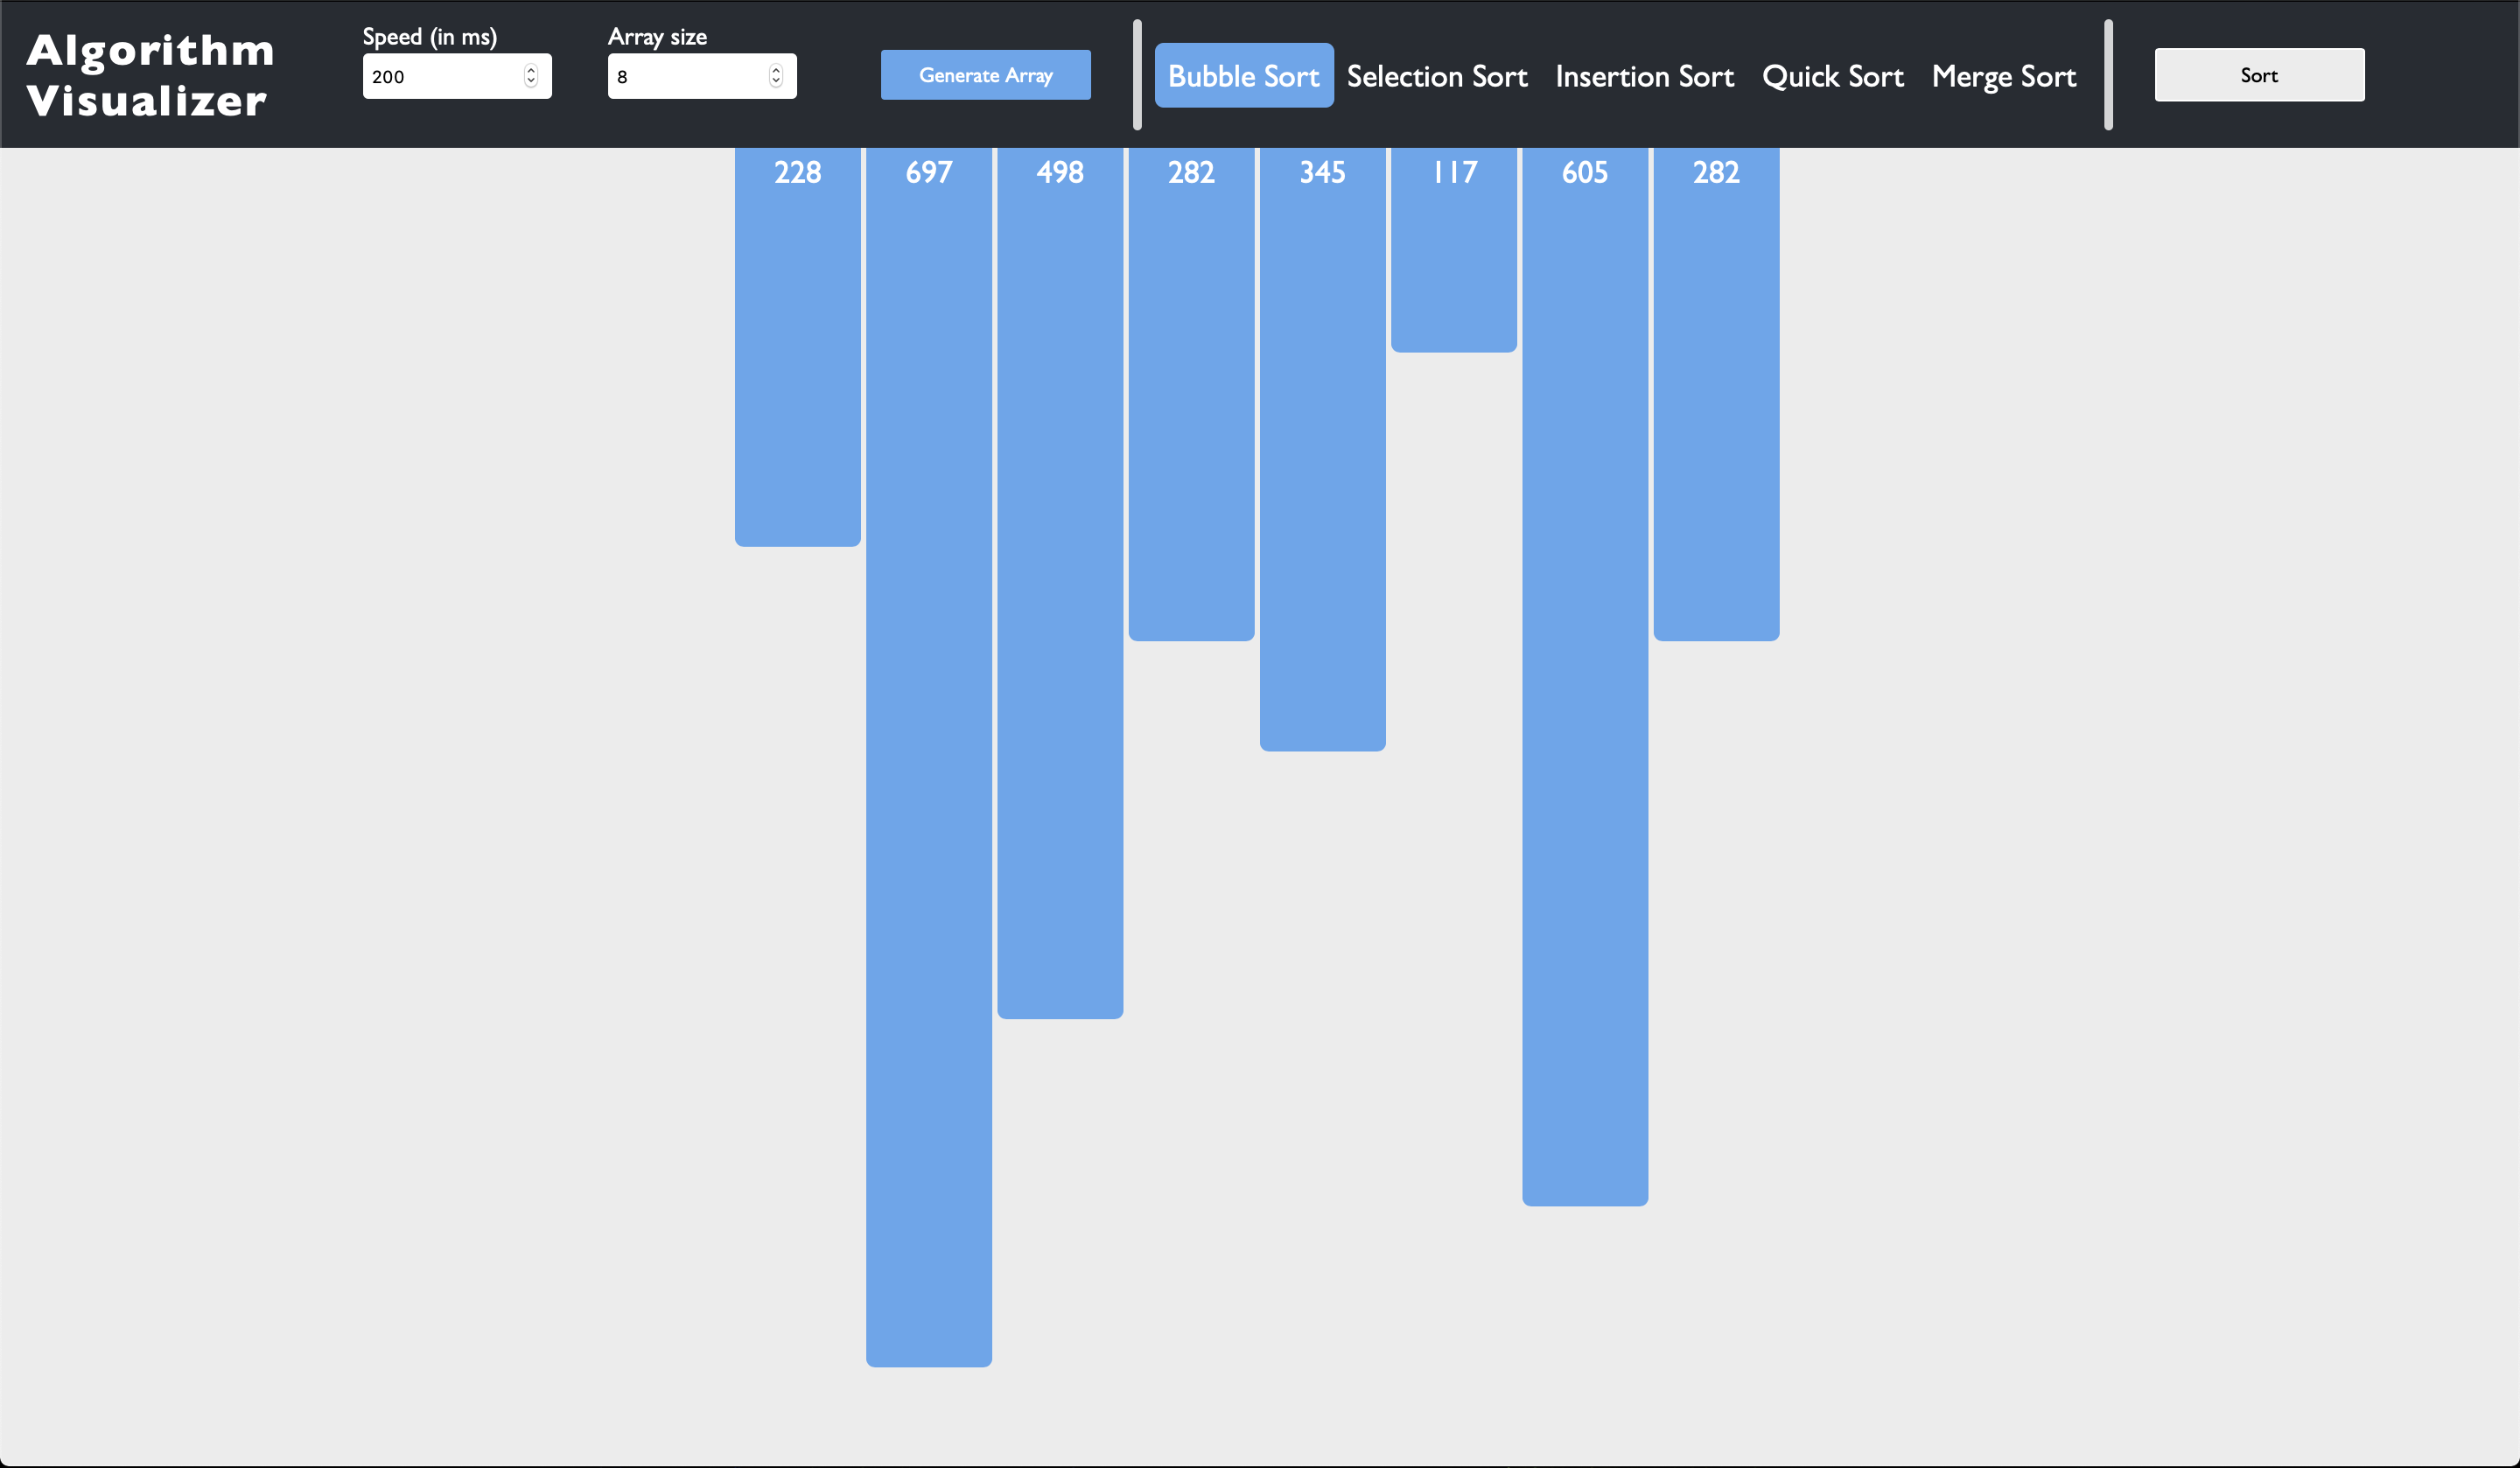 Algorithm
Visualizer
Speed (in ms)
200
Array size
8
Generate Array
Bubble Sort
Selection Sort
Insertion Sort
Quick Sort
Merge Sort
Sort
228
697
498
282
345
117
605
282